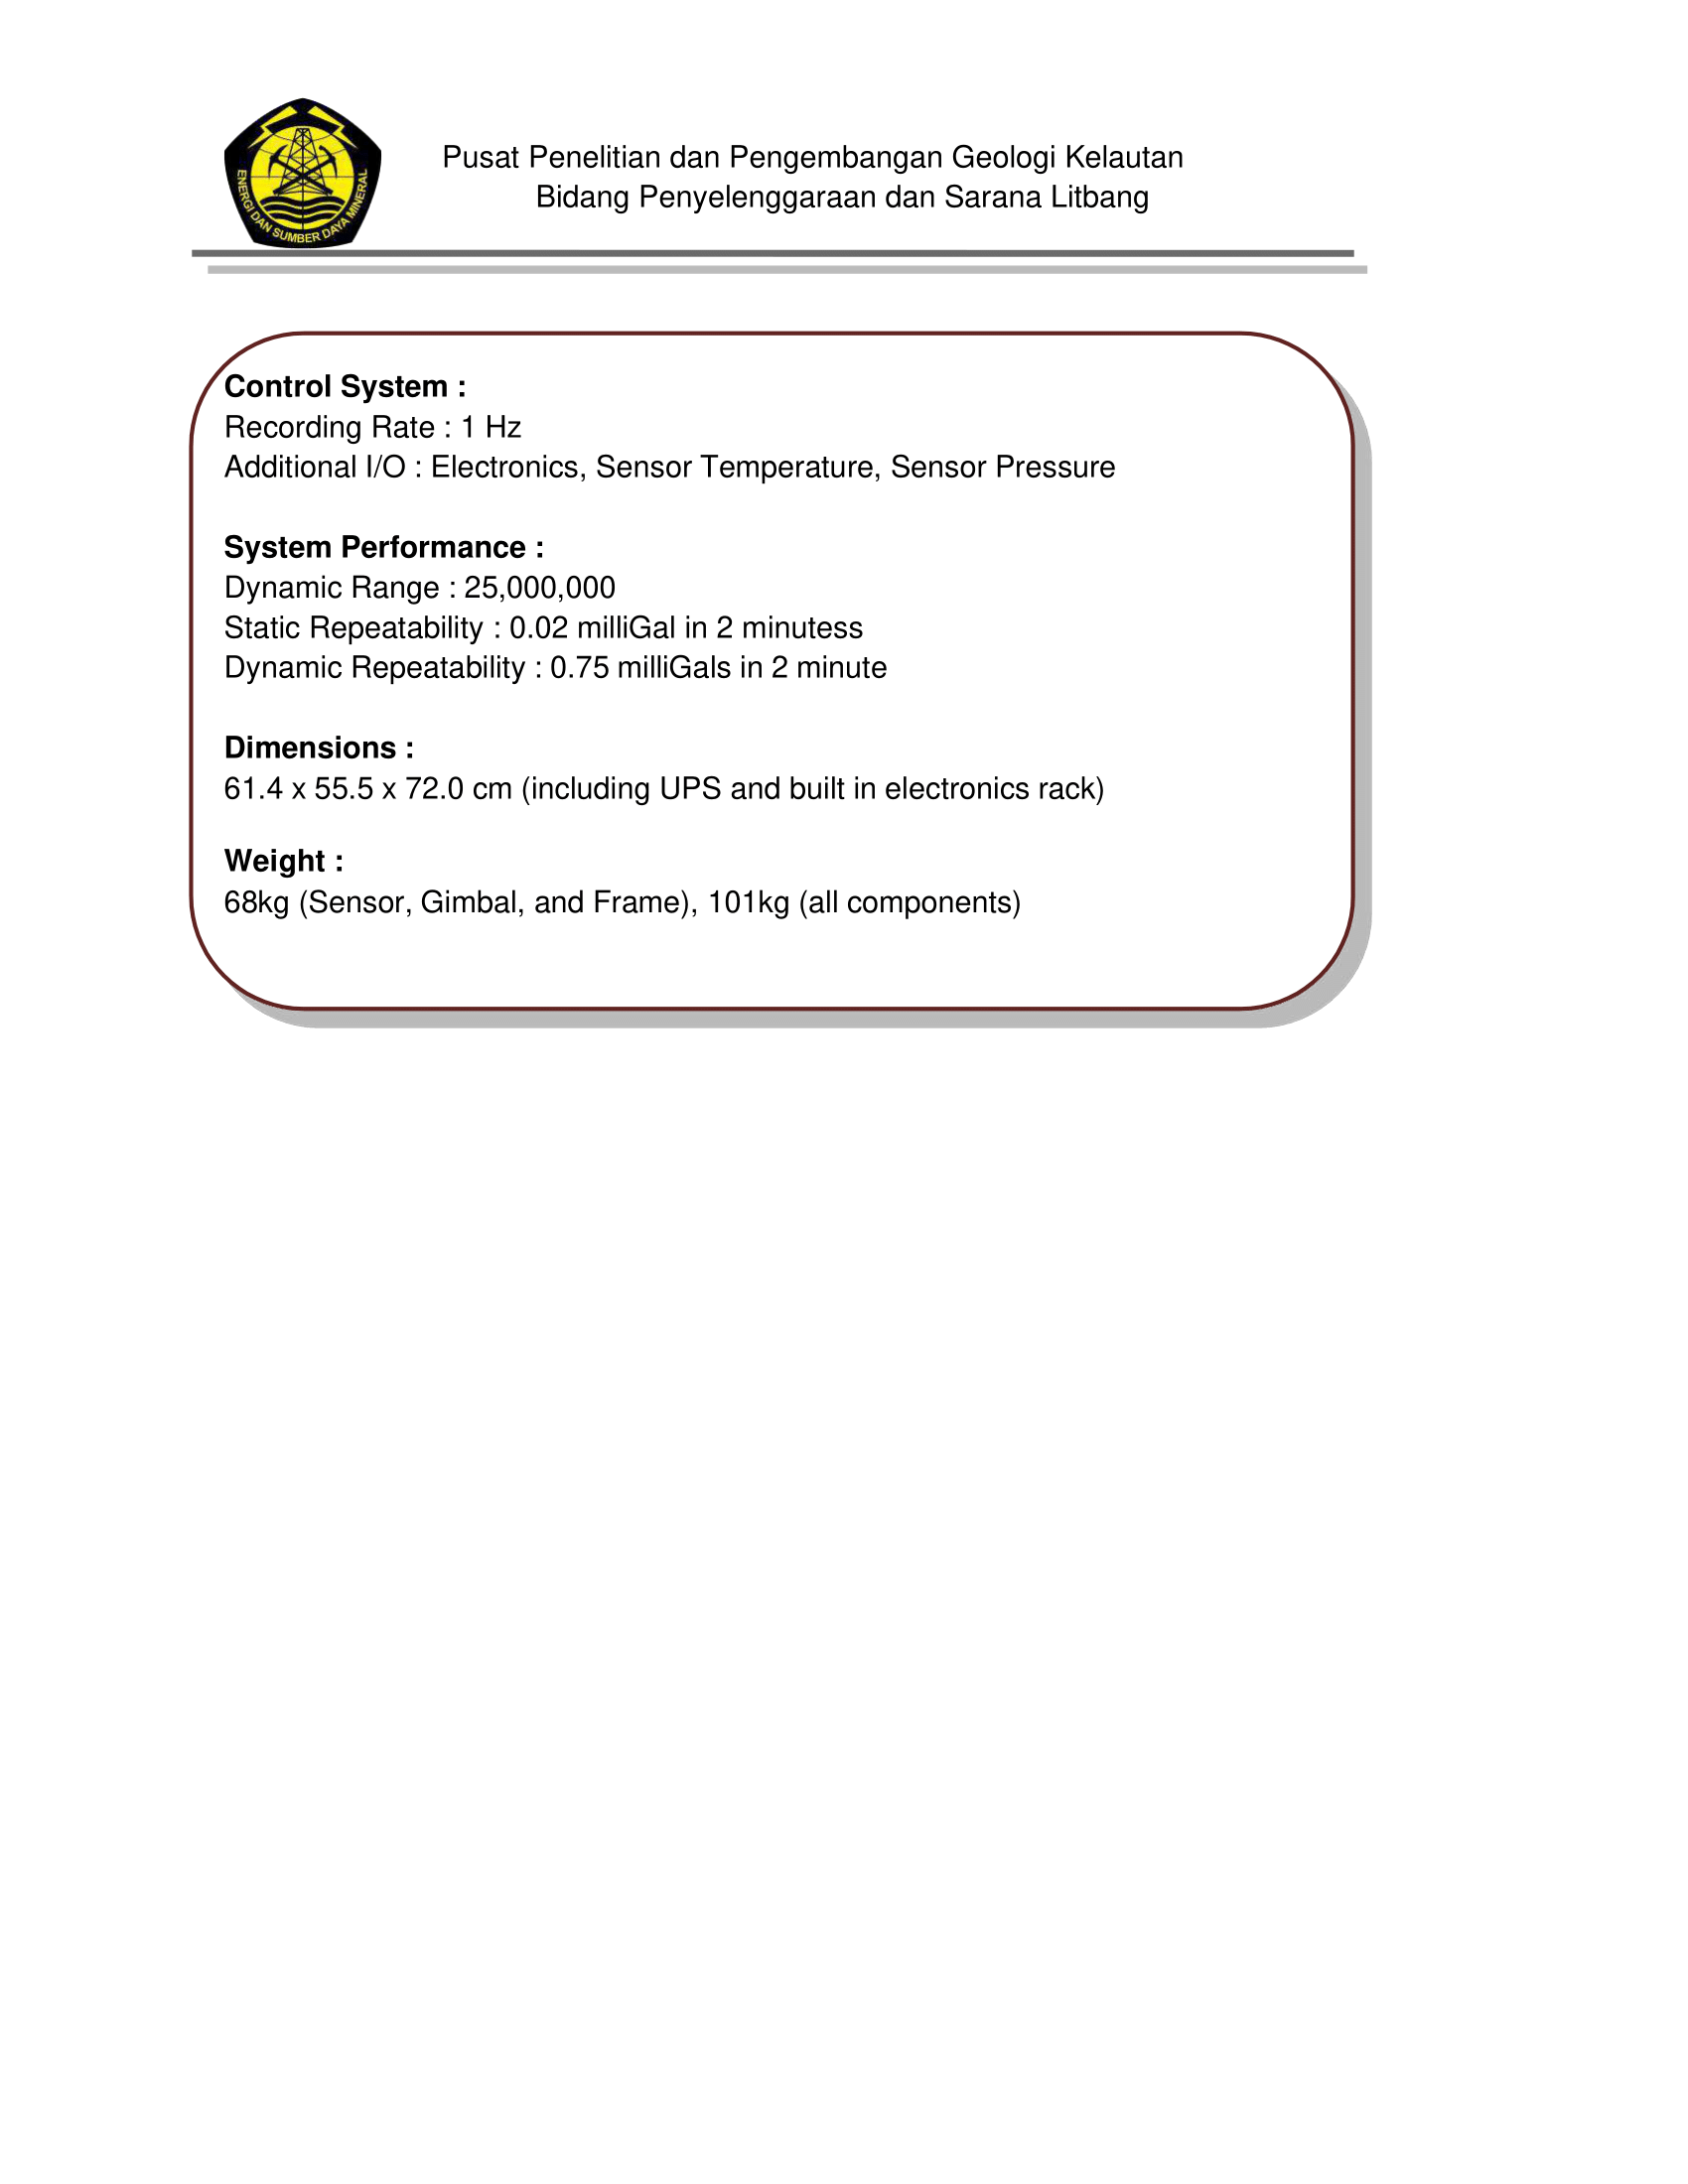 ENERGI DAN SUMBER DAYA MINERAL
Pusat Penelitian dan Pengembangan Geologi Kelautan
Bidang Penyelenggaraan dan Sarana Litbang
Control System :
Recording Rate : 1 Hz
Additional I/O : Electronics, Sensor Temperature, Sensor Pressure
System Performance :
Dynamic Range : 25,000,000
Static Repeatability : 0.02 milliGal in 2 minutess
Dynamic Repeatability : 0.75 milliGals in 2 minute
Dimensions :
61.4 x 55.5 x 72.0 cm (including UPS and built in electronics rack)
Weight :
68kg (Sensor, Gimbal, and Frame), 101kg (all components)